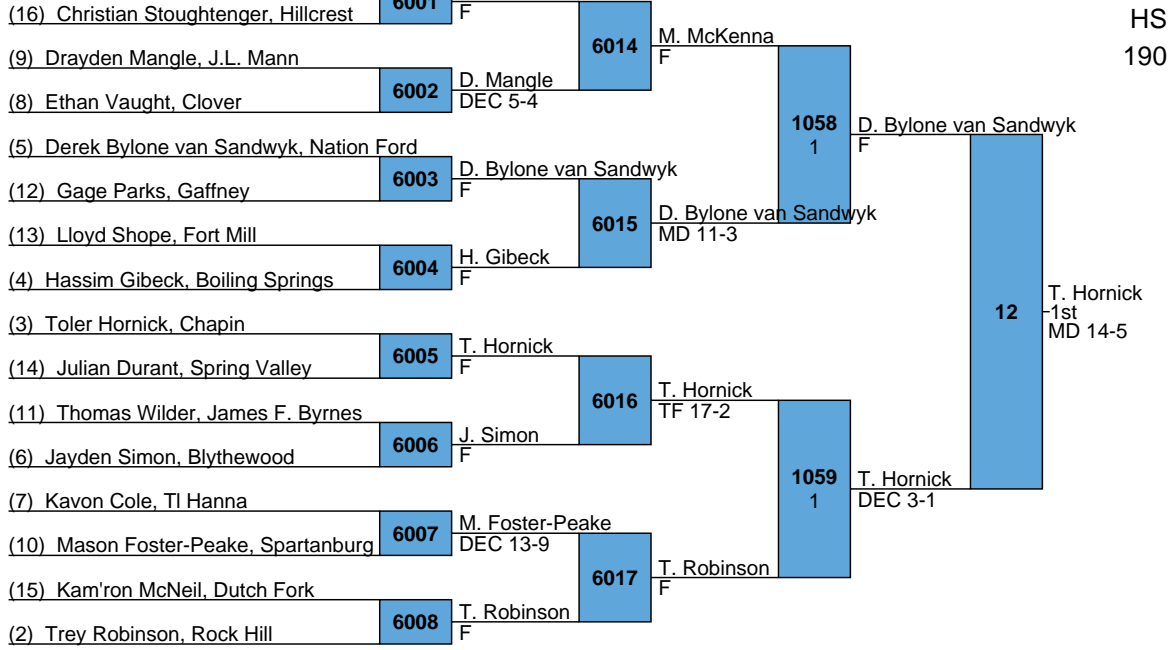 6001
F
(16) Christian Stoughtenger, Hillcrest
HS
190
6014
M. McKenna
F
(9) Drayden Mangle, J.L. Mann
6002
D. Mangle
DEC 5-4
(8) Ethan Vaught, Clover
1058
1
D. Bylone van Sandwyk
F
(5) Derek Bylone van Sandwyk, Nation Ford
6003
D. Bylone van Sandwyk
F
(12) Gage Parks, Gaffney
6015
D. Bylone van Sandwyk
MD 11-3
(13) Lloyd Shope, Fort Mill
6004
H. Gibeck
F
(4) Hassim Gibeck, Boiling Springs
12
T. Hornick
1st
MD 14-5
(3) Toler Hornick, Chapin
6005
T. Hornick
F
(14) Julian Durant, Spring Valley
6016
T. Hornick
TF 17-2
(11) Thomas Wilder, James F. Byrnes
6006
J. Simon
F
(6) Jayden Simon, Blythewood
1059
1
T. Hornick
DEC 3-1
(7) Kavon Cole, Tl Hanna
6007
M. Foster-Peake
DEC 13-9
(10) Mason Foster-Peake, Spartanburg
6017
T. Robinson
F
(15) Kam'ron McNeil, Dutch Fork
6008
T. Robinson
F
(2) Trey Robinson, Rock Hill